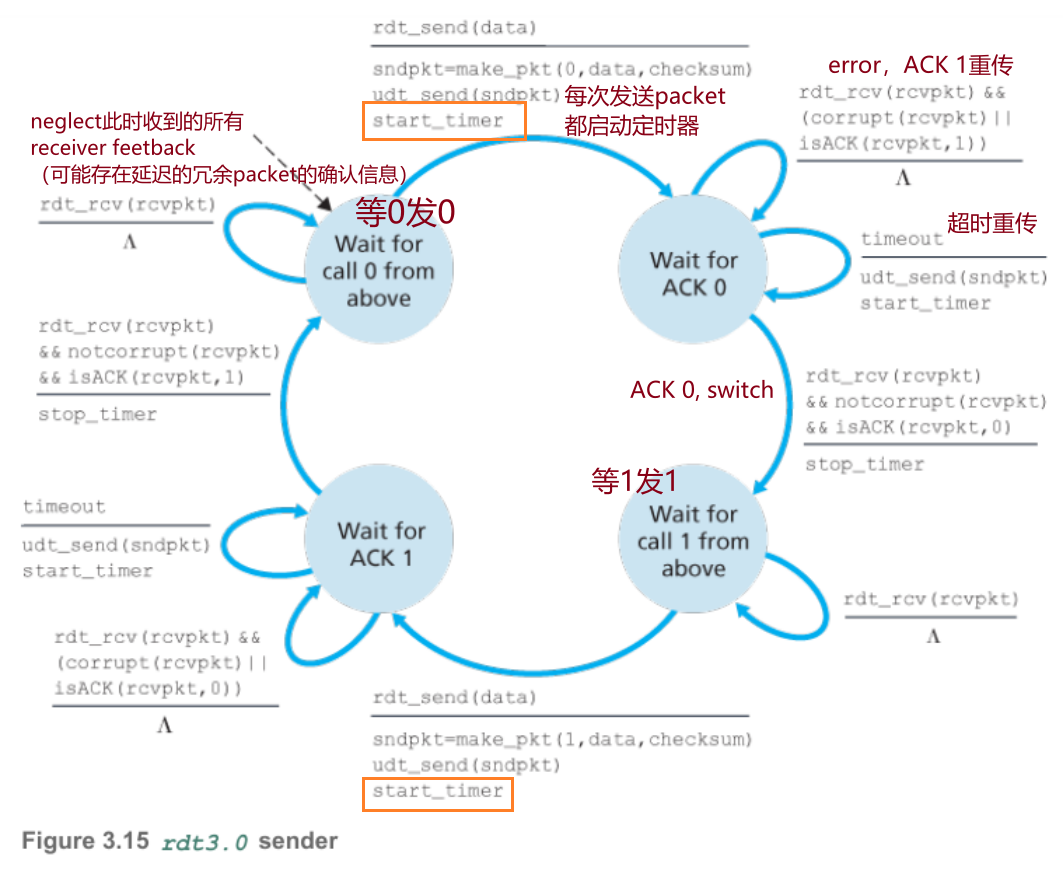 rdt_send(data)
sndpkt=make_pkt(0,data,checksum)
udt_send(sndpkt)
start_timer
每次发送packet
都启动定时器
error，ACK 1重传
rdt_rcv(rcvpkt) &&
(corrupt(rcvpkt)||
isACK(rcvpkt,1))
Λ
neglect此时收到的所有
receiver feetback
（可能存在延迟的冗余packet的确认信息）
rdt_rcv(rcvpkt)
Λ
等0发0
Wait for
call 0 from
above
Wait for
ACK 0
超时重传
timeout
udt_send(sndpkt)
start_timer
rdt_rcv(rcvpkt)
&& notcorrupt(rcvpkt)
&& isACK(rcvpkt,1)
stop_timer
ACK 0, switch
rdt_rcv(rcvpkt)
&& notcorrupt(rcvpkt)
&& isACK(rcvpkt,0)
stop_timer
timeout
udt_send(sndpkt)
start_timer
Wait for
ACK 1
等1发1
Wait for
call 1 from
above
rdt_rcv(rcvpkt)
Λ
rdt_rcv(rcvpkt) &&
(corrupt(rcvpkt)||
isACK(rcvpkt,0))
Λ
rdt_send(data)
sndpkt=make_pkt(1,data,checksum)
udt_send(sndpkt)
start_timer
Figure 3.15 rdt3.0 sender